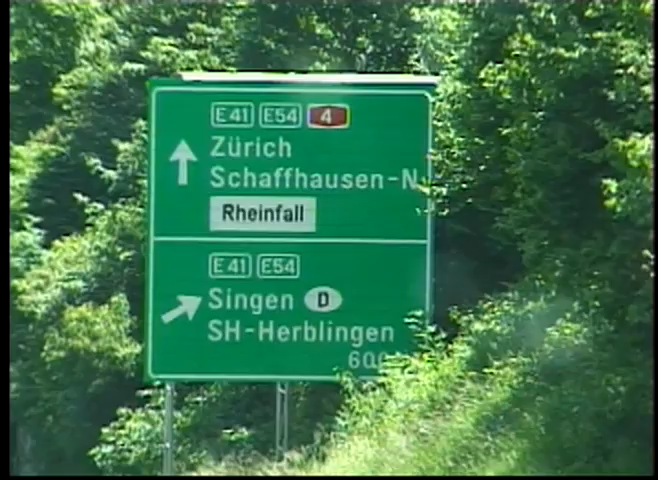 E41 E54 4
Zürich
Schaffhausen-N
Rheinfall
E41 E54
Singen D
SH-Herblingen